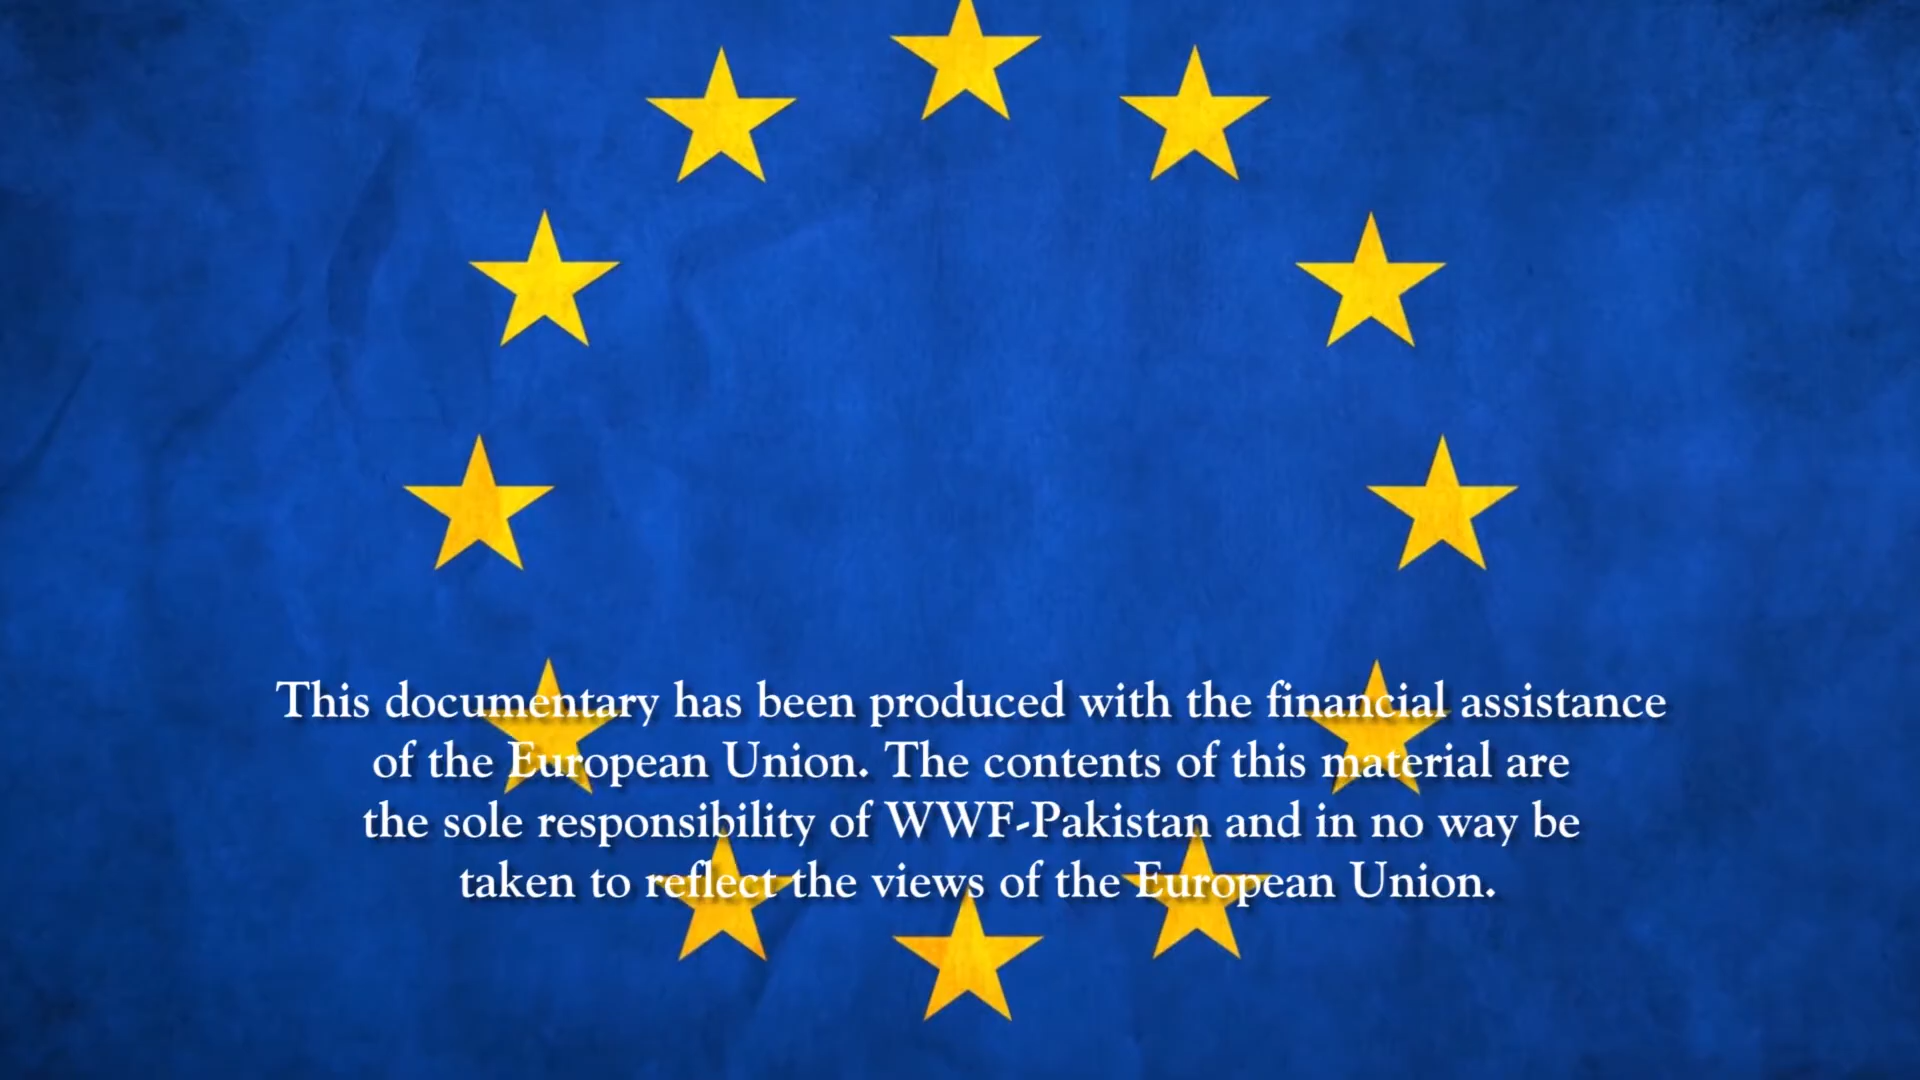 This documentary has been produced with the financial assistance
of the European Union. The contents of this material are
the sole responsibility of WWF-Pakistan and in no way be
taken to reflect the views of the European Union.